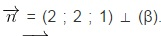 n⃗ = (2 ; 2 ; 1) ⊥ (β).